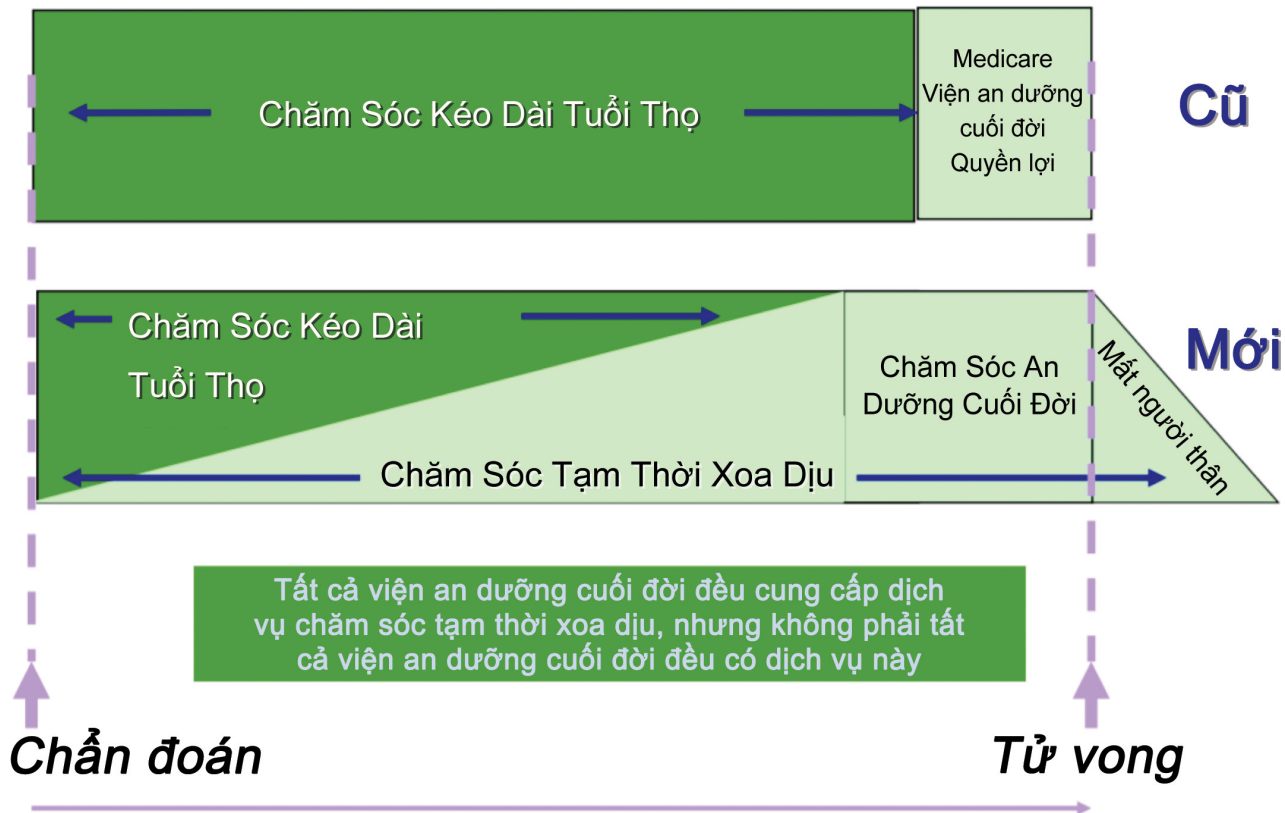 Chăm Sóc Kéo Dài Tuổi Thọ
Medicare
Viện an dưỡng
cuối đời
Quyền lợi
Cũ
Chăm Sóc Kéo Dài
Tuổi Thọ
Chăm Sóc An
Dưỡng Cuối Đời
Mất người thân
Mới
Chăm Sóc Tạm Thời Xoa Dịu
Tất cả viện an dưỡng cuối đời đều cung cấp dịch
vụ chăm sóc tạm thời xoa dịu, nhưng không phải tất
cả viện an dưỡng cuối đời đều có dịch vụ này
Chẩn đoán
Tử vong